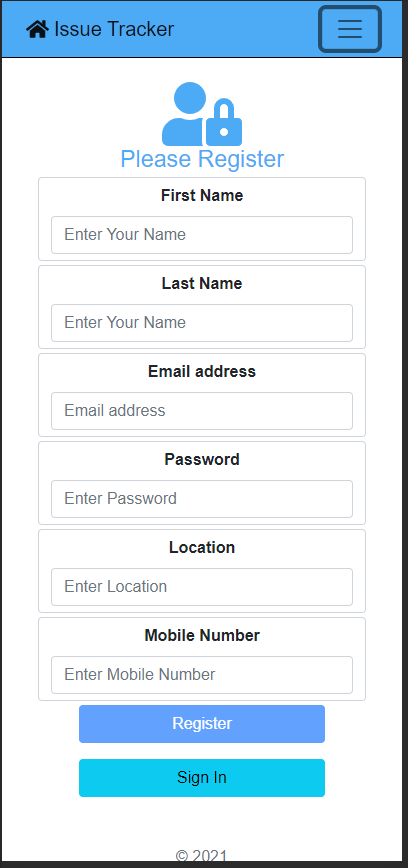 Issue Tracker
Please Register
First Name
Enter Your Name
Last Name
Enter Your Name
Email address
Email address
Password
Enter Password
Location
Enter Location
Mobile Number
Enter Mobile Number
Register
Sign In
© 2021